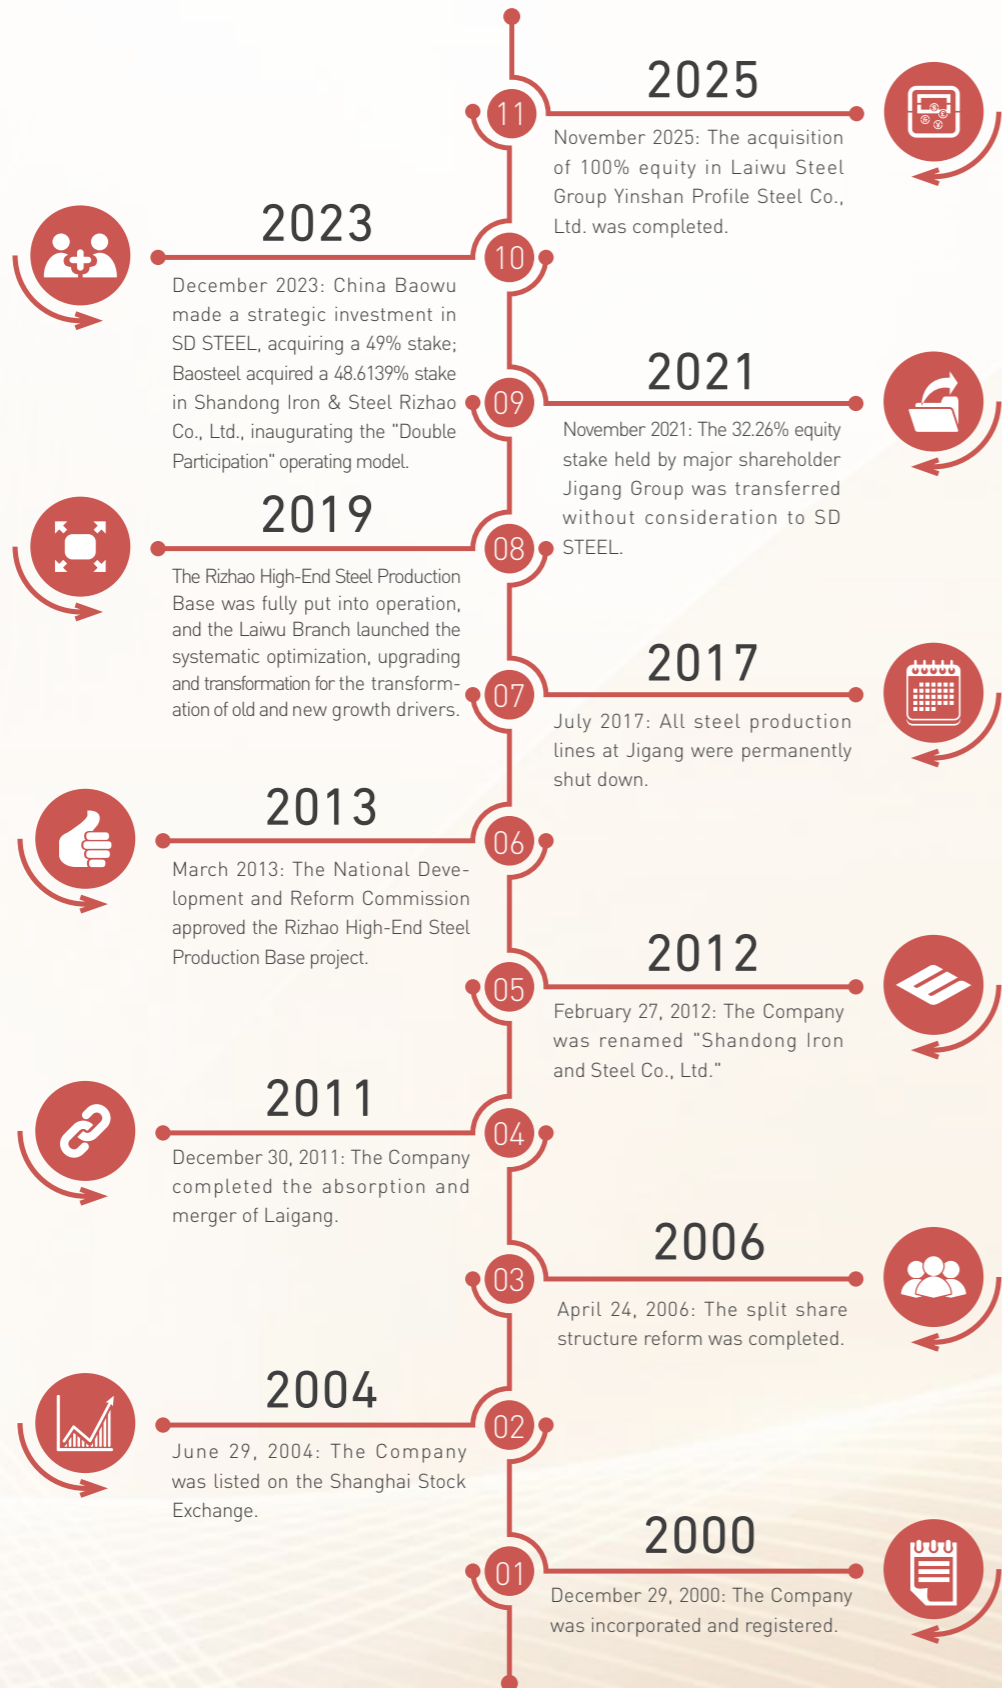 2025
11
November 2025: The acquisition
of 100% equity in Laiwu Steel
Group Yinshan Profile Steel Co.,
Ltd. was completed.
2023
10
December 2023: China Baowu
made a strategic investment in
SD STEEL, acquiring a 49% stake;
Baosteel acquired a 48.6139% stake
in Shandong Iron & Steel Rizhao
Co., Ltd., inaugurating the "Double
Participation" operating model.
2021
09
November 2021: The 32.26% equity
stake held by major shareholder
Jigang Group was transferred
without consideration to SD
STEEL.
2019
08
The Rizhao High-End Steel Production
Base was fully put into operation,
and the Laiwu Branch launched the
systematic optimization, upgrading
and transformation for the transform-
ation of old and new growth drivers.
2017
07
July 2017: All steel production
lines at Jigang were permanently
shut down.
2013
06
March 2013: The National Deve-
lopment and Reform Commission
approved the Rizhao High-End Steel
Production Base project.
2012
05
February 27, 2012: The Company
was renamed "Shandong Iron
and Steel Co., Ltd."
2011
04
December 30, 2011: The Company
completed the absorption and
merger of Laigang.
2006
03
April 24, 2006: The split share
structure reform was completed.
2004
02
June 29, 2004: The Company
was listed on the Shanghai Stock
Exchange.
2000
01
December 29, 2000: The Company
was incorporated and registered.